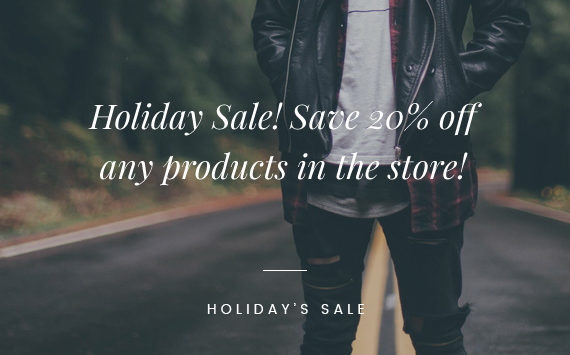 Holiday Sale! Save 20% off
any products in the store!
HOLIDAY'S SALE